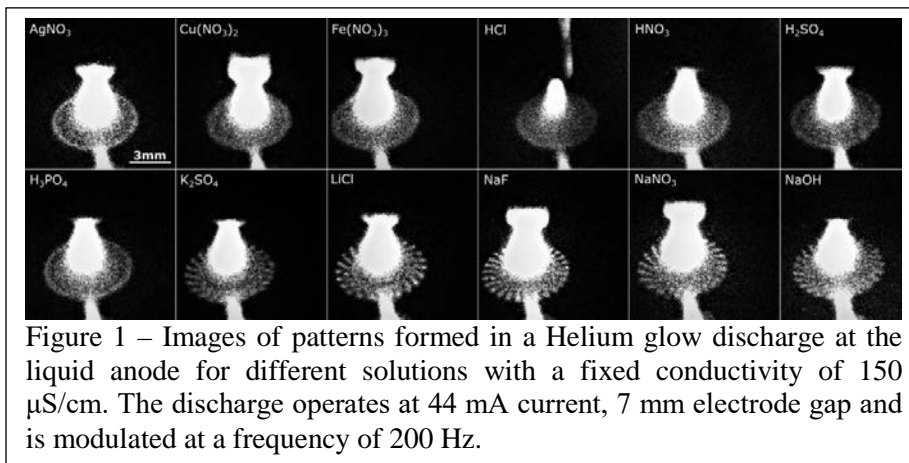 AgNO₃ Cu(NO₃)₂ Fe(NO₃)₃ HCl HNO₃ H₂SO₄
3mm
H₃PO₄ K₂SO₄ LiCl NaF NaNO₃ NaOH
Figure 1 – Images of patterns formed in a Helium glow discharge at the
liquid anode for different solutions with a fixed conductivity of 150
μS/cm. The discharge operates at 44 mA current, 7 mm electrode gap and
is modulated at a frequency of 200 Hz.